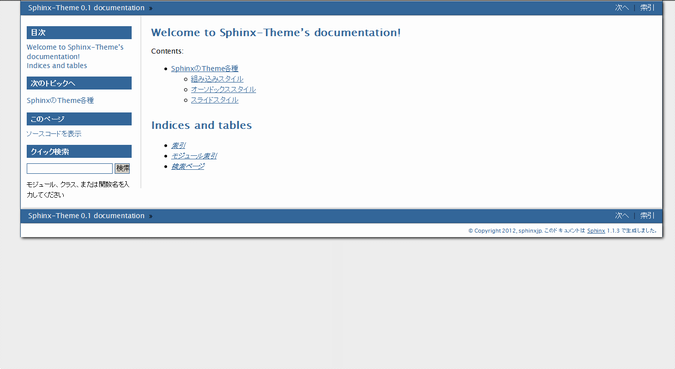 Sphinx-Theme 0.1 documentation »
次へ | 索引
目次
Welcome to Sphinx-Theme's
documentation!
Indices and tables
次のトピックへ
SphinxのTheme各種
このページ
ソースコードを表示
クイック検索
検索
モジュール、クラス、または関数名を入
力してください
Welcome to Sphinx-Theme's documentation!
Contents:
SphinxのTheme各種
組み込みスタイル
オーソドックススタイル
スライドスタイル
Indices and tables
索引
モジュール索引
検索ページ
Sphinx-Theme 0.1 documentation »
次へ | 索引
© Copyright 2012, sphinxjp. このドキュメントは Sphinx 1.1.3 で生成しました。